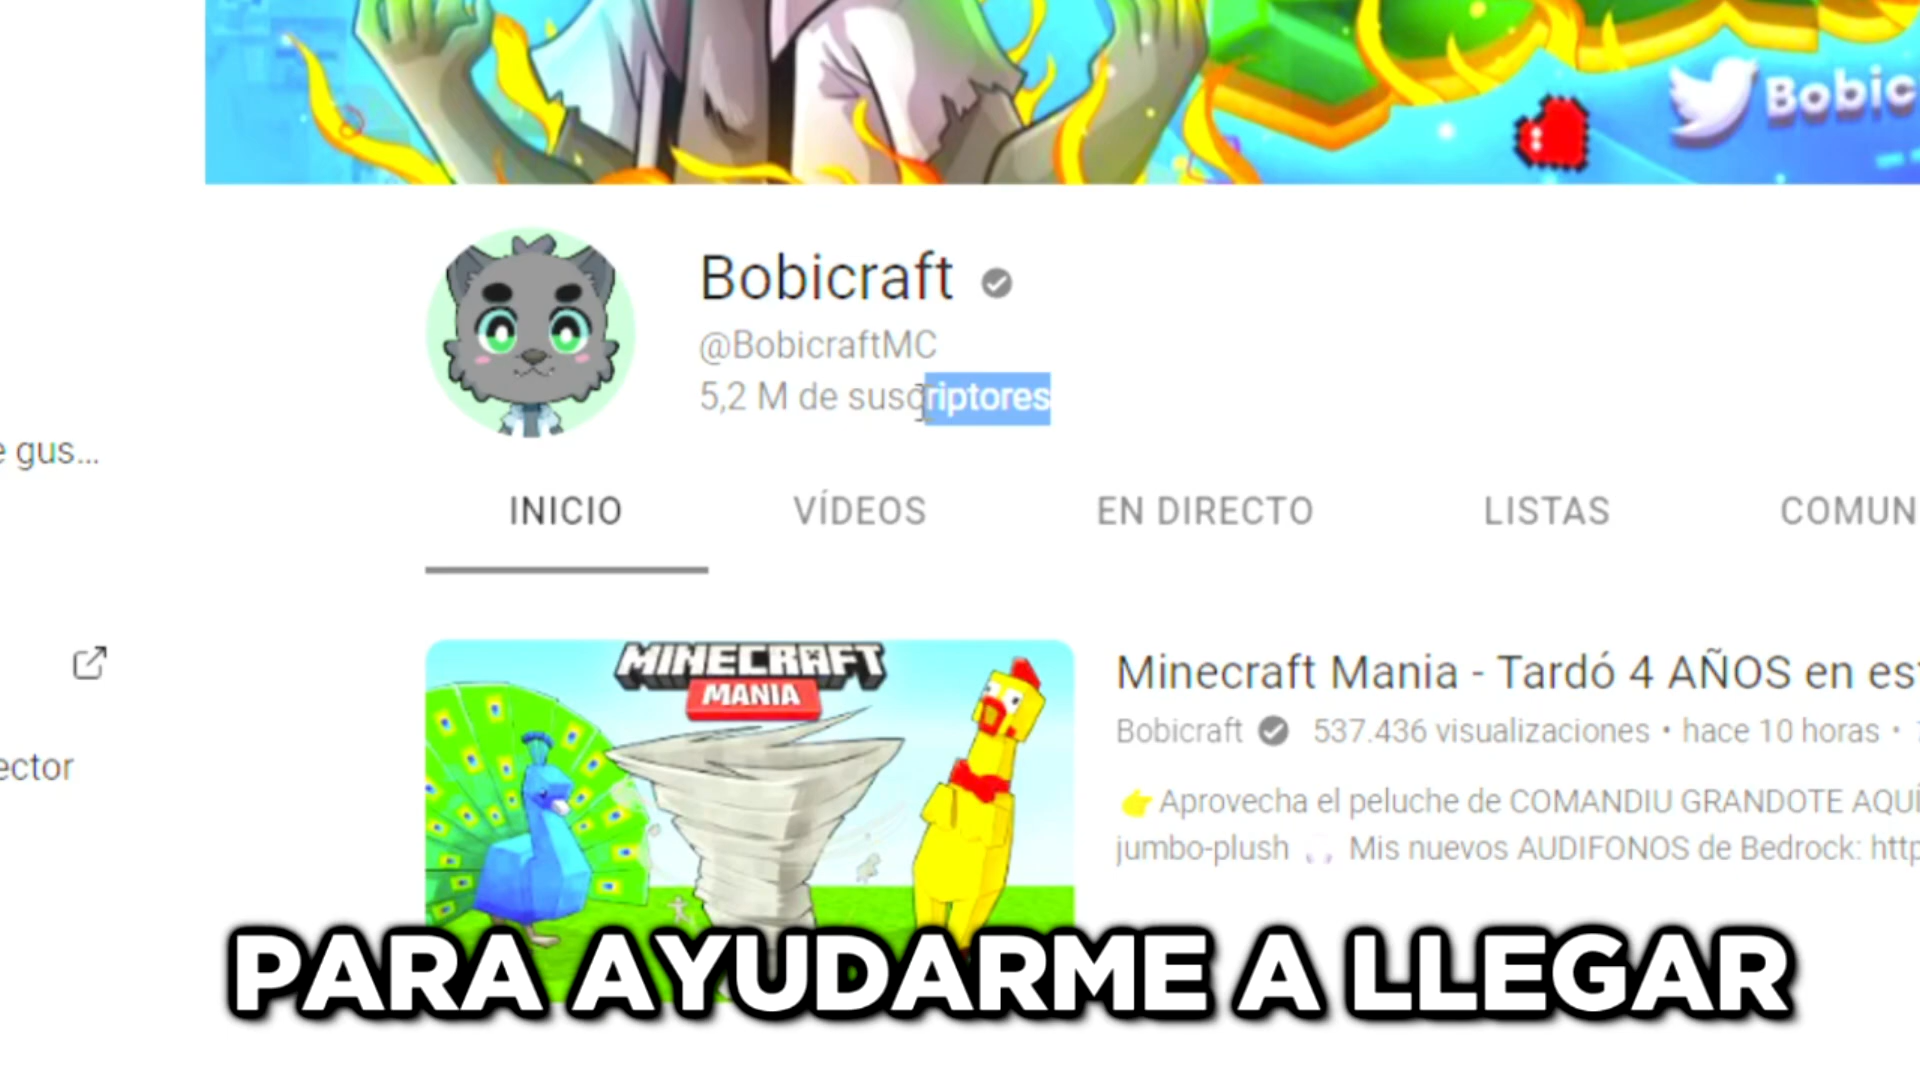 Bobic
Bobicraft
@BobicraftMC
5,2 M de suscriptores
e gus...
INICIO
VÍDEOS
EN DIRECTO
LISTAS
COMUN
MINECRAFT
MANIA
Minecraft Mania - Tardó 4 AÑOS en es
Bobicraft 537.436 visualizaciones • hace 10 horas •
ector
👉Aprovecha el peluche de COMANDIU GRANDOTE AQUÍ
jumbo-plush 🎧 Mis nuevos AUDIFONOS de Bedrock: http
PARA AYUDARME A LLEGAR